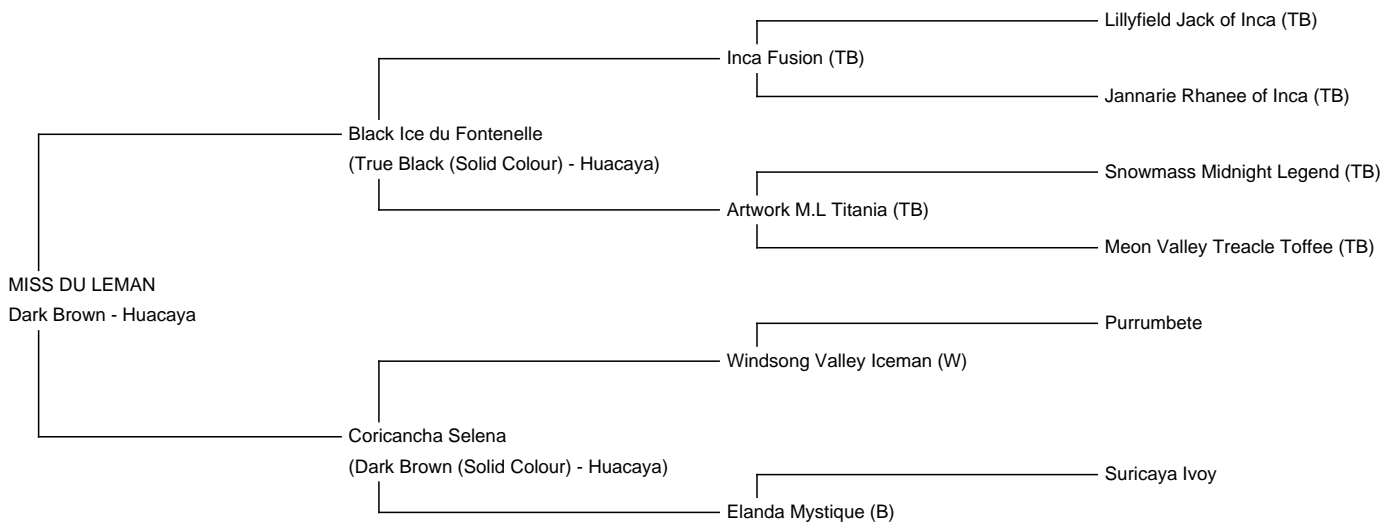 Lillyfield Jack of Inca (TB)
Inca Fusion (TB)
Jannarie Rhanee of Inca (TB)
Black Ice du Fontenelle
(True Black (Solid Colour) - Huacaya)
Snowmass Midnight Legend (TB)
Artwork M.L Titania (TB)
Meon Valley Treacle Toffee (TB)
MISS DU LEMAN
Dark Brown - Huacaya
Purrumbete
Windsong Valley Iceman (W)
Coricancha Selena
(Dark Brown (Solid Colour) - Huacaya)
Suricaya Ivoy
Elanda Mystique (B)